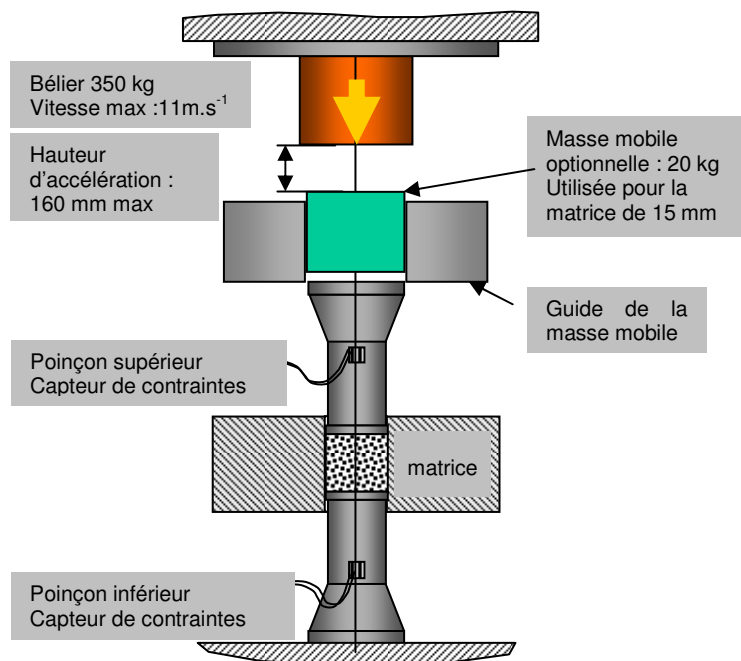 Bélier 350 kg
Vitesse max :11m.s-1
Hauteur
d'accélération :
160 mm max
Masse mobile
optionnelle : 20 kg
Utilisée pour la
matrice de 15 mm
Guide de la
masse mobile
Poinçon supérieur
Capteur de contraintes
matrice
Poinçon inférieur
Capteur de contraintes